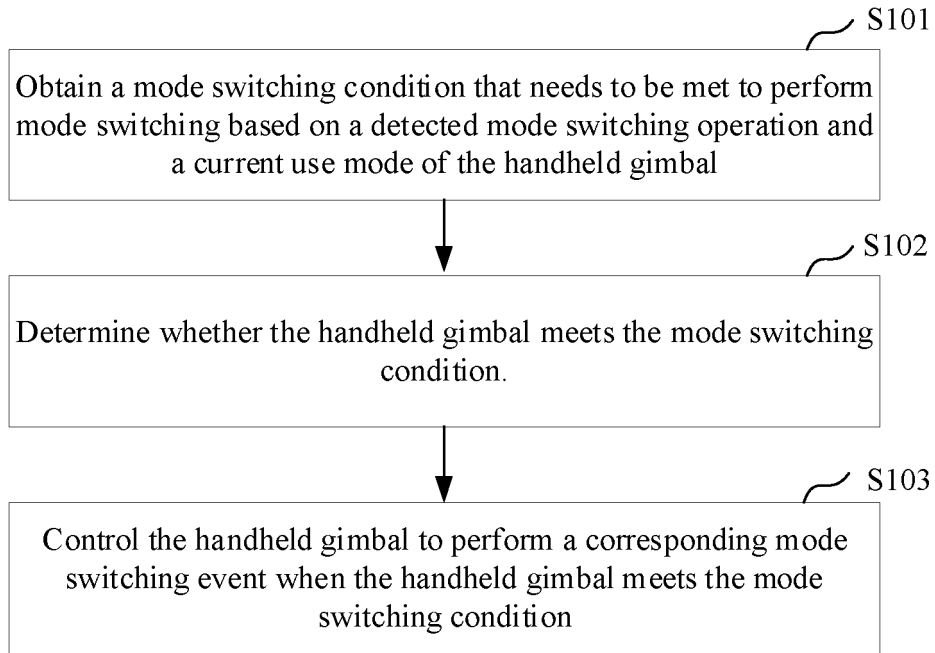 S101
Obtain a mode switching condition that needs to be met to perform
mode switching based on a detected mode switching operation and
a current use mode of the handheld gimbal
S102
Determine whether the handheld gimbal meets the mode switching
condition.
S103
Control the handheld gimbal to perform a corresponding mode
switching event when the handheld gimbal meets the mode
switching condition